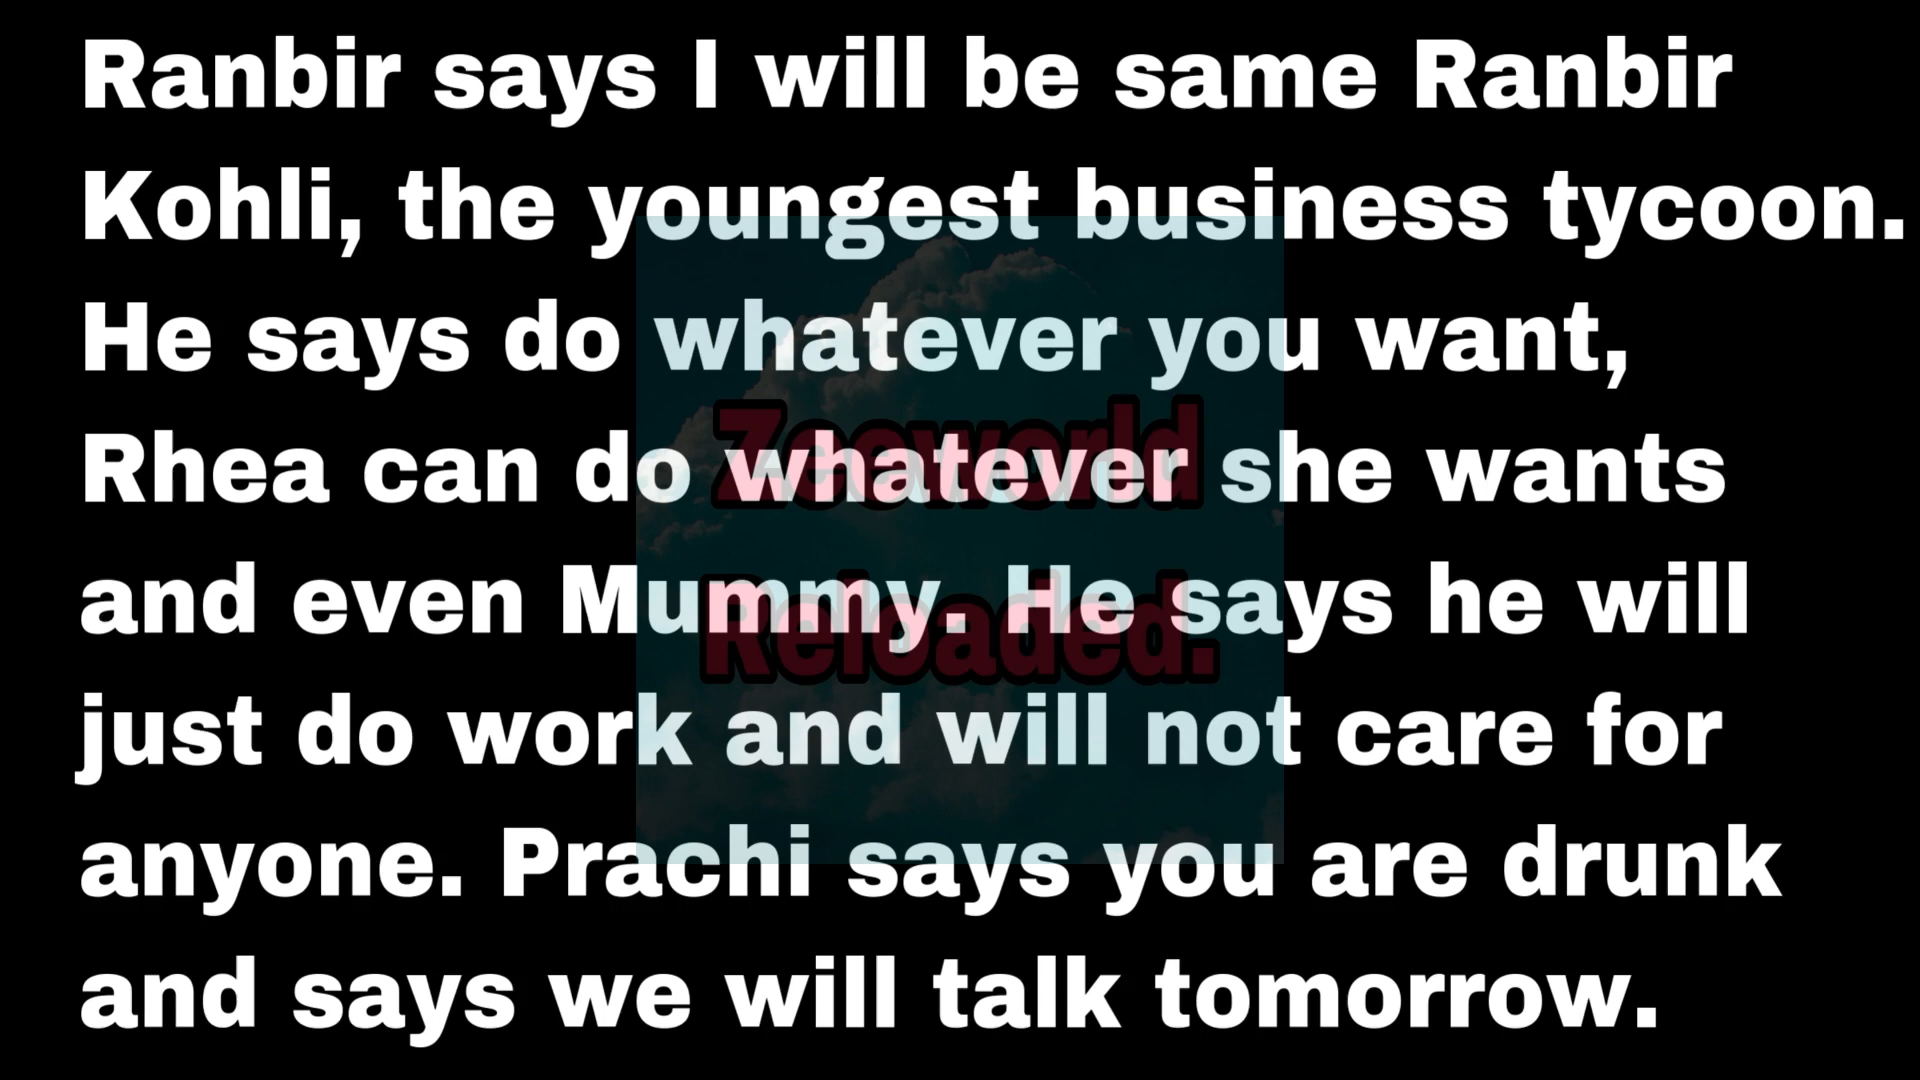 Ranbir says I will be same Ranbir
Kohli, the youngest business tycoon.
He says do whatever you want,
Rhea can do whatever she wants
and even Mummy. He says he will
just do work and will not care for
anyone. Prachi says you are drunk
and says we will talk tomorrow.
Zeeworld
Reloaded.